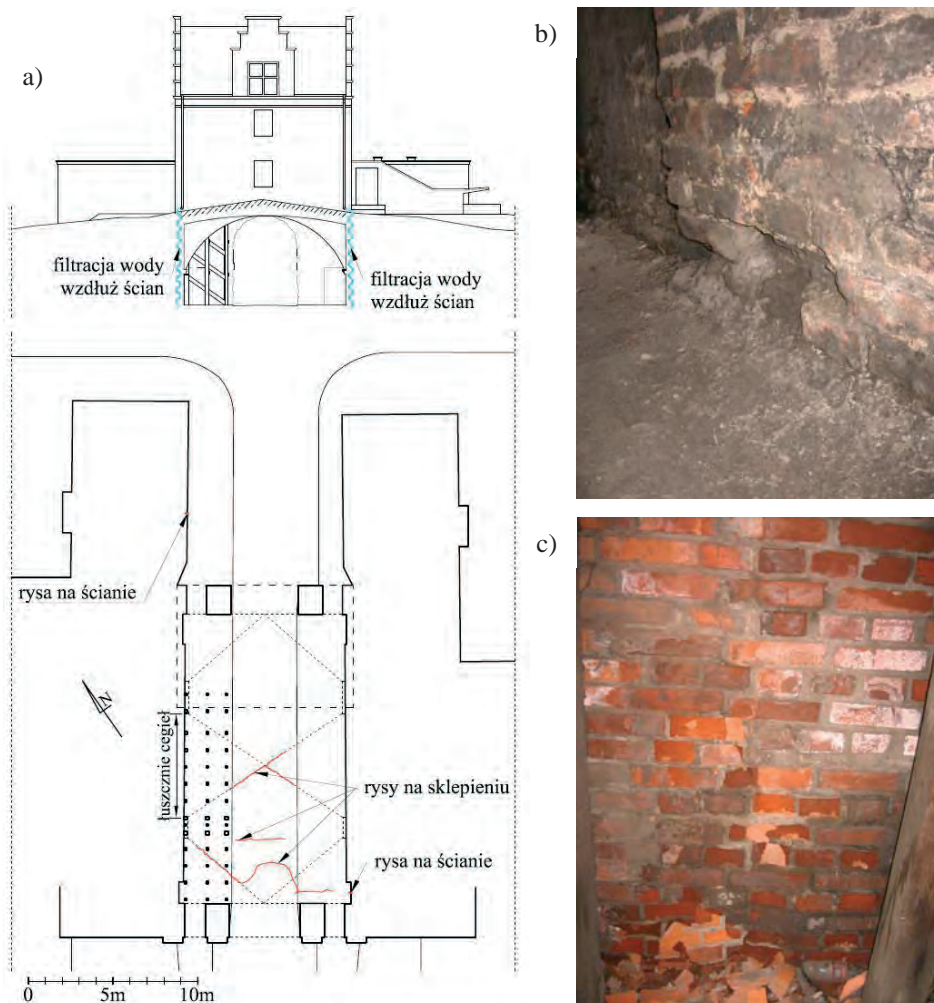 a)
filtracja wody
wzdłuż ścian
filtracja wody
wzdłuż ścian
rysa na ścianie
N
łuszcznie cegieł
rysy na sklepieniu
rysa na ścianie
0
5m
10m
b)
c)